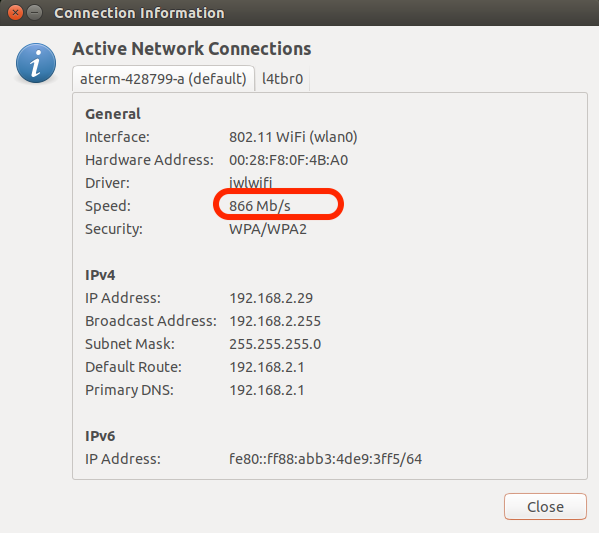 Connection Information
Active Network Connections
aterm-428799-a (default) l4tbr0
General
Interface: 802.11 WiFi (wlan0)
Hardware Address: 00:28:F8:0F:4B:A0
Driver: iwlwifi
Speed: 866 Mb/s
Security: WPA/WPA2
IPv4
IP Address: 192.168.2.29
Broadcast Address: 192.168.2.255
Subnet Mask: 255.255.255.0
Default Route: 192.168.2.1
Primary DNS: 192.168.2.1
IPv6
IP Address: fe80::ff88:abb3:4de9:3ff5/64
Close